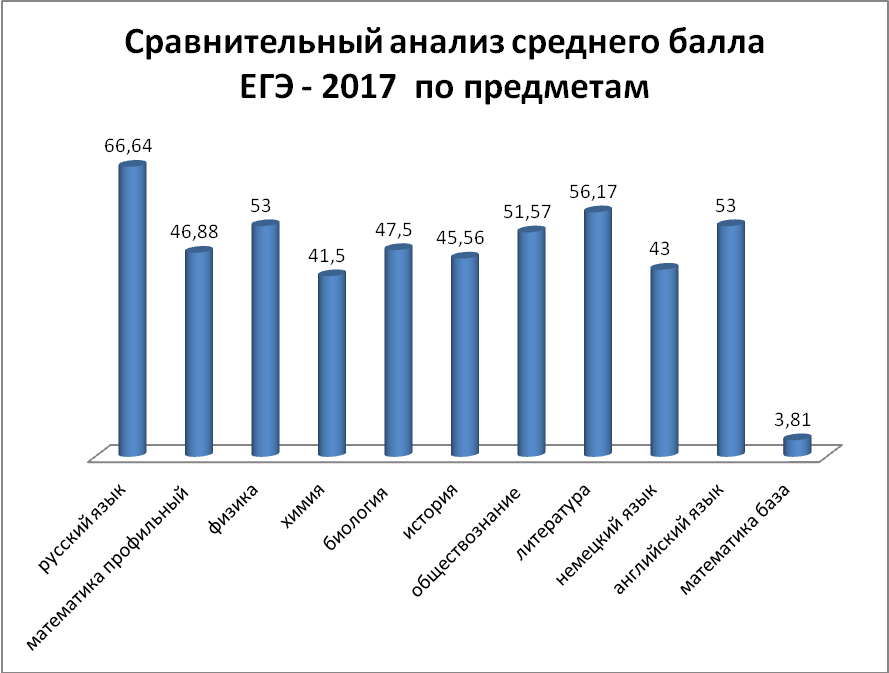 Сравнительный анализ среднего балла
ЕГЭ - 2017 по предметам
66,64
46,88
53
41,5
47,5
45,56
51,57
56,17
43
53
3,81
русский язык
математика профильный
физика
химия
биология
история
обществознание
литература
немецкий язык
английский язык
математика база